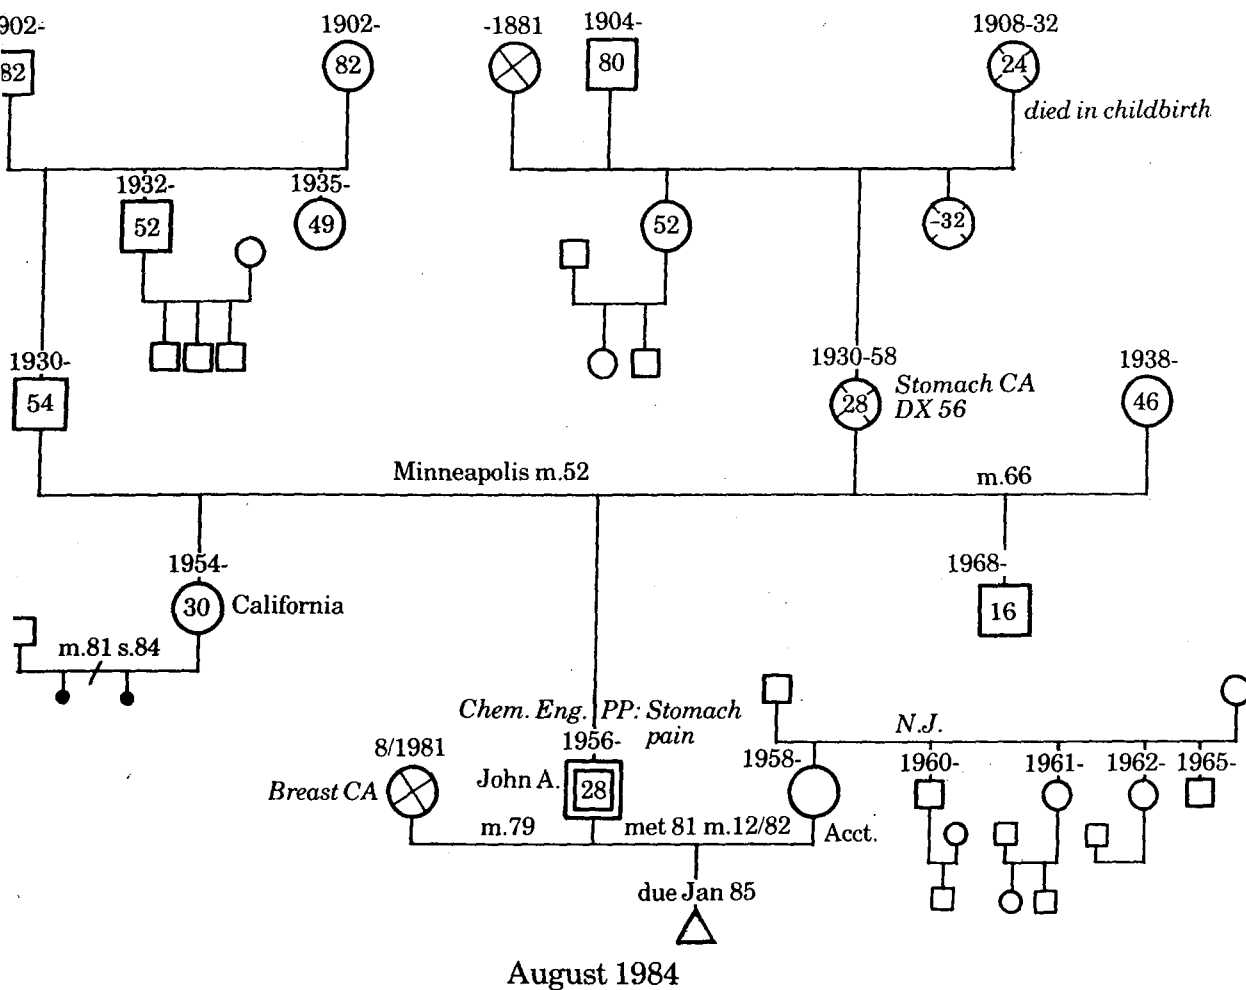 902-
1902-
-1881
1904-
1908-32
82
82
80
24
died in childbirth
1932-
1935-
52
49
52
-32
1930-
1930-58
1938-
54
28
Stomach CA
DX 56
46
Minneapolis m.52
m.66
1954-
1968-
30
California
16
m.81 s.84
Chem. Eng.
PP: Stomach
pain
N.J.
8/1981
1956-
1958-
1960-
1961-
1962-
1965-
Breast CA
John A.
28
m.79
met 81 m.12/82
Acct.
due Jan 85
August 1984